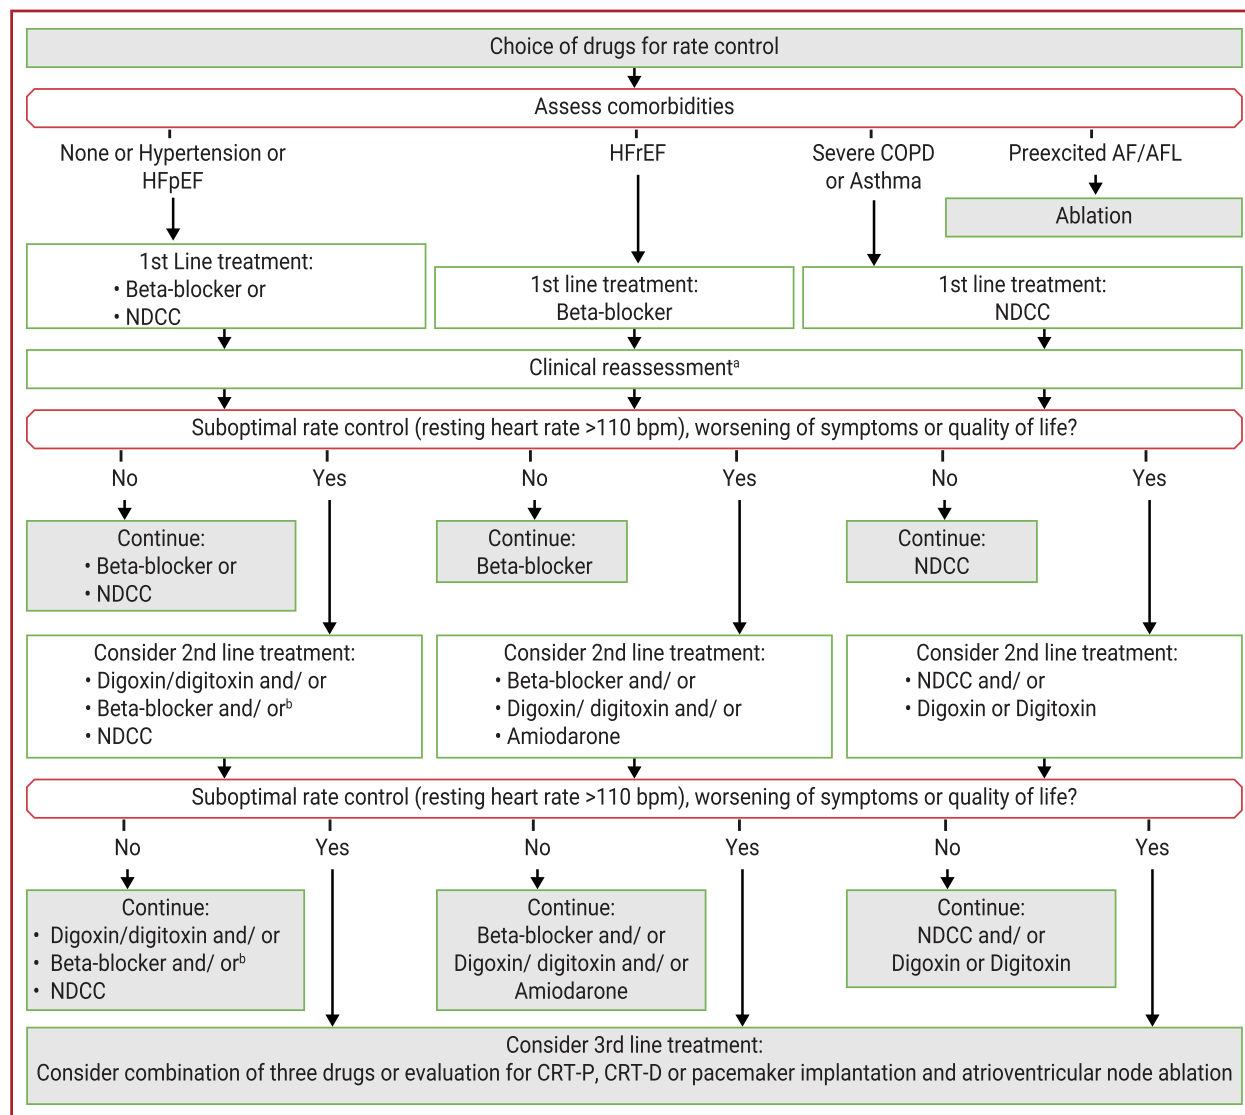 Choice of drugs for rate control
Assess comorbidities
None or Hypertension or
HFpEF
HFrEF
Severe COPD
or Asthma
Preexcited AF/AFL
Ablation
1st Line treatment:
• Beta-blocker or
• NDCC
1st line treatment:
Beta-blocker
1st line treatment:
NDCC
Clinical reassessmentᵃ
Suboptimal rate control (resting heart rate >110 bpm), worsening of symptoms or quality of life?
No
Yes
No
Yes
No
Yes
Continue:
• Beta-blocker or
• NDCC
Continue:
Beta-blocker
Continue:
NDCC
Consider 2nd line treatment:
• Digoxin/digitoxin and/ or
• Beta-blocker and/ orᵇ
• NDCC
Consider 2nd line treatment:
• Beta-blocker and/ or
• Digoxin/ digitoxin and/ or
• Amiodarone
Consider 2nd line treatment:
• NDCC and/ or
• Digoxin or Digitoxin
Suboptimal rate control (resting heart rate >110 bpm), worsening of symptoms or quality of life?
No
Yes
No
Yes
No
Yes
Continue:
• Digoxin/digitoxin and/ or
• Beta-blocker and/ orᵇ
• NDCC
Continue:
Beta-blocker and/ or
Digoxin/ digitoxin and/ or
Amiodarone
Continue:
NDCC and/ or
Digoxin or Digitoxin
Consider 3rd line treatment:
Consider combination of three drugs or evaluation for CRT-P, CRT-D or pacemaker implantation and atrioventricular node ablation